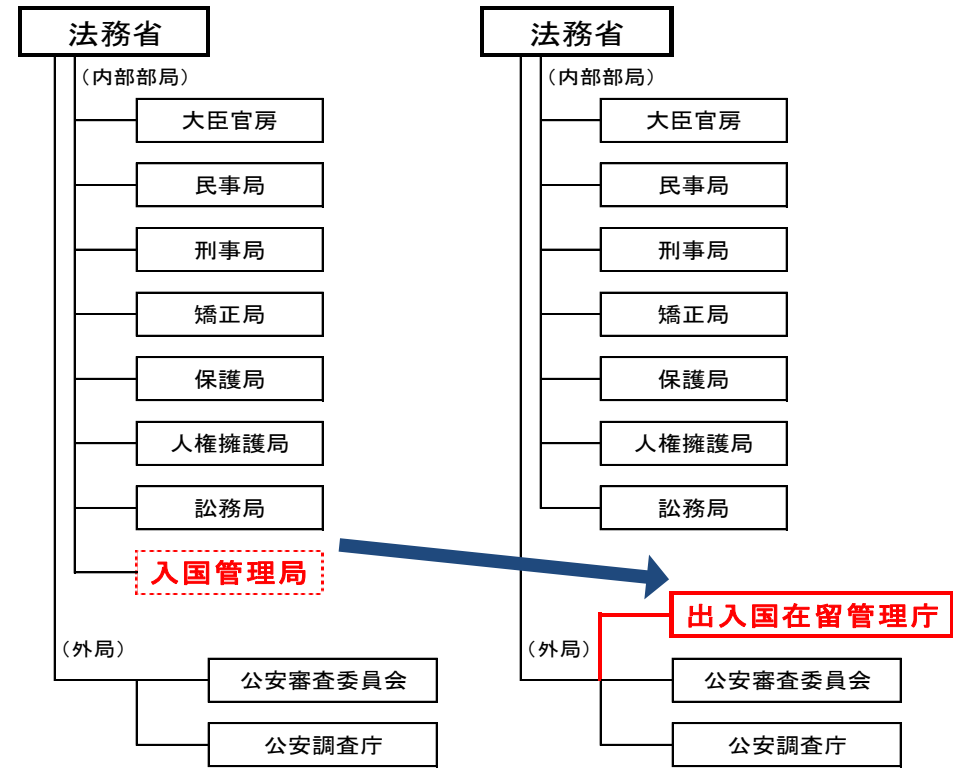 法務省
(内部部局)
大臣官房
民事局
刑事局
矯正局
保護局
人権擁護局
訟務局
入国管理局
(外局)
公安審査委員会
公安調査庁
法務省
(内部部局)
大臣官房
民事局
刑事局
矯正局
保護局
人権擁護局
訟務局
出入国在留管理庁
(外局)
公安審査委員会
公安調査庁